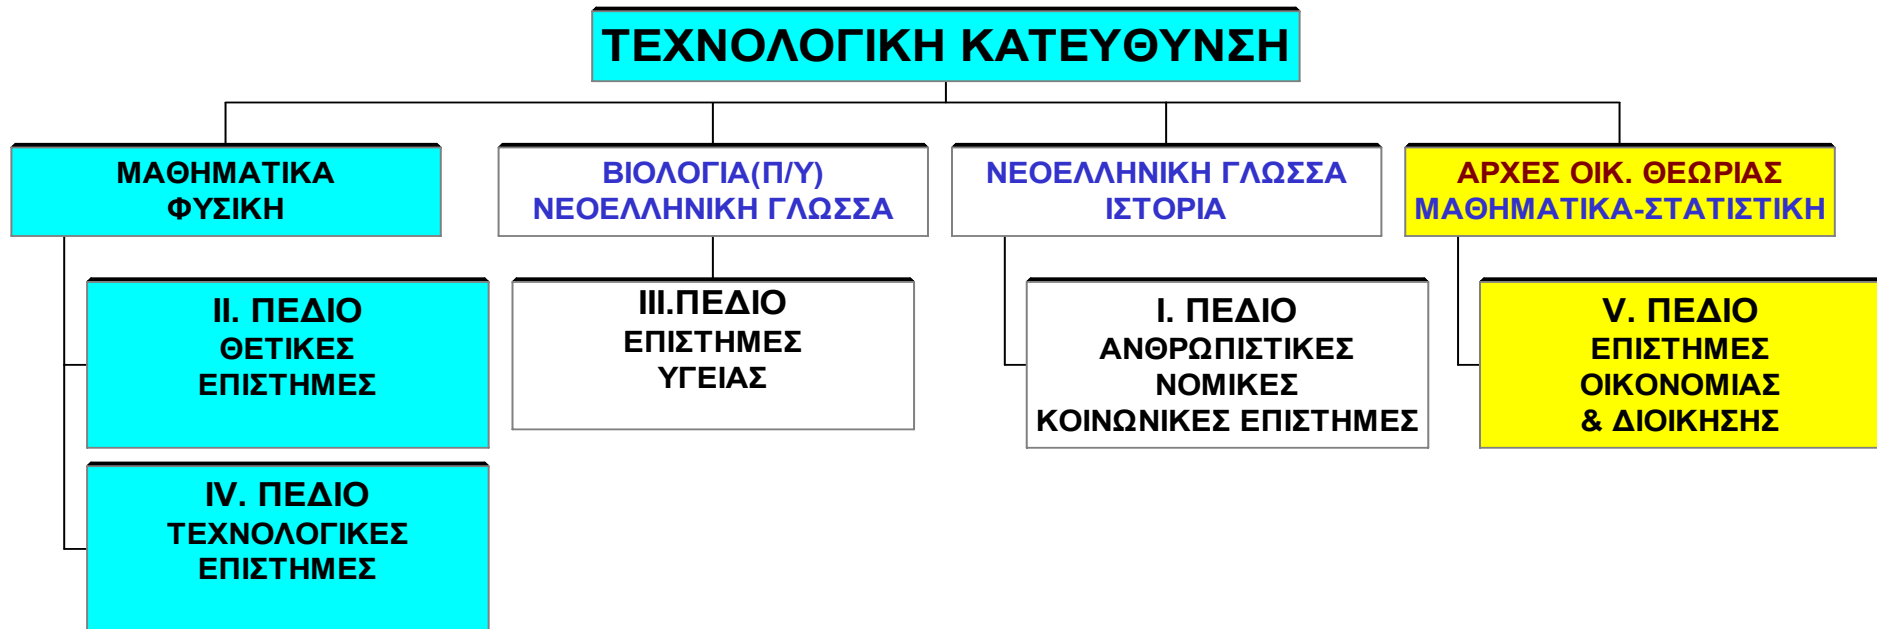 ΤΕΧΝΟΛΟΓΙΚΗ ΚΑΤΕΥΘΥΝΣΗ
ΜΑΘΗΜΑΤΙΚΑ
ΦΥΣΙΚΗ
ΒΙΟΛΟΓΙΑ(Π/Υ)
ΝΕΟΕΛΛΗΝΙΚΗ ΓΛΩΣΣΑ
ΝΕΟΕΛΛΗΝΙΚΗ ΓΛΩΣΣΑ
ΙΣΤΟΡΙΑ
ΑΡΧΕΣ ΟΙΚ. ΘΕΩΡΙΑΣ
ΜΑΘΗΜΑΤΙΚΑ-ΣΤΑΤΙΣΤΙΚΗ
II. ΠΕΔΙΟ
ΘΕΤΙΚΕΣ
ΕΠΙΣΤΗΜΕΣ
III.ΠΕΔΙΟ
ΕΠΙΣΤΗΜΕΣ
ΥΓΕΙΑΣ
I. ΠΕΔΙΟ
ΑΝΘΡΩΠΙΣΤΙΚΕΣ
ΝΟΜΙΚΕΣ
ΚΟΙΝΩΝΙΚΕΣ ΕΠΙΣΤΗΜΕΣ
V. ΠΕΔΙΟ
ΕΠΙΣΤΗΜΕΣ
ΟΙΚΟΝΟΜΙΑΣ
& ΔΙΟΙΚΗΣΗΣ
IV. ΠΕΔΙΟ
ΤΕΧΝΟΛΟΓΙΚΕΣ
ΕΠΙΣΤΗΜΕΣ